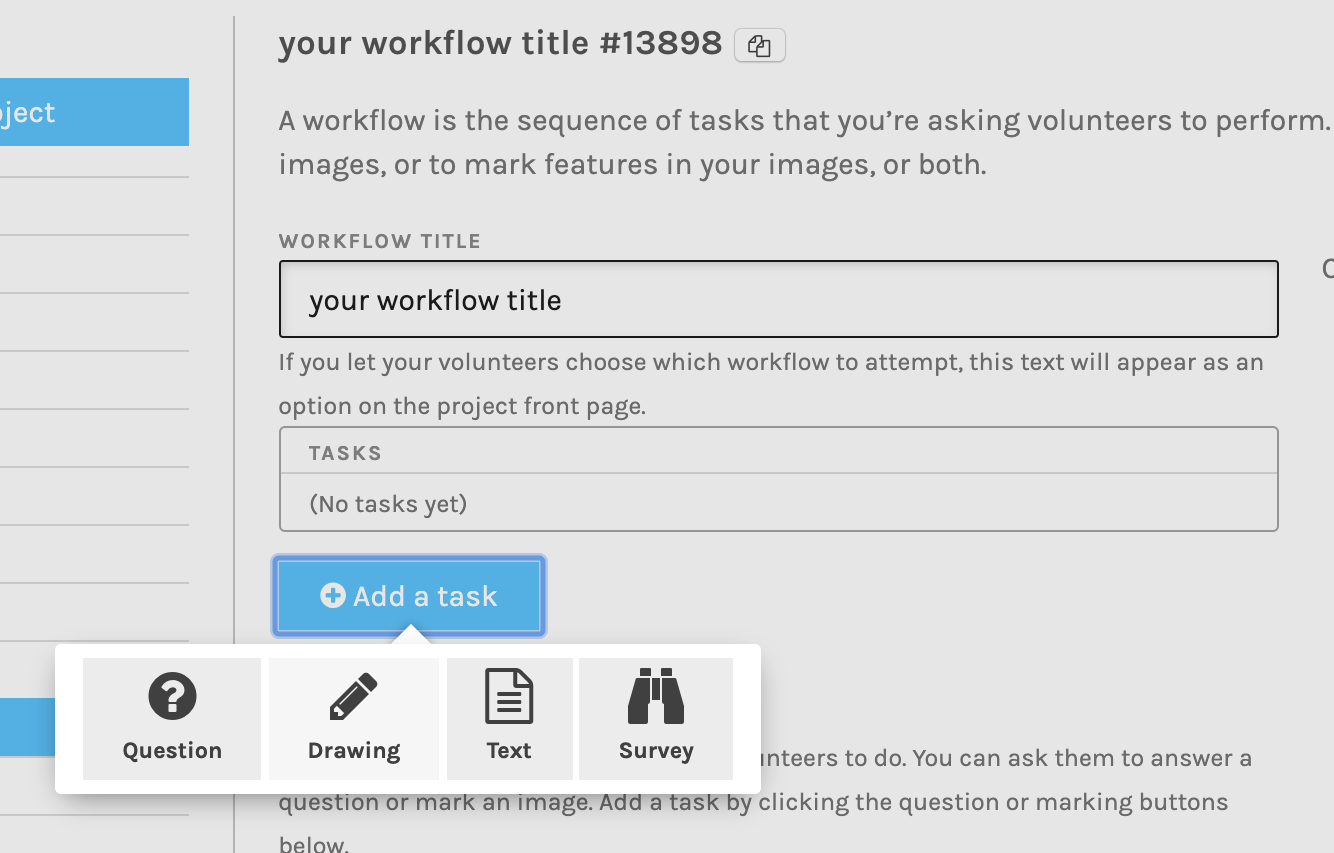 your workflow title #13898
ject
A workflow is the sequence of tasks that you're asking volunteers to perform.
images, or to mark features in your images, or both.
WORKFLOW TITLE
your workflow title
If you let your volunteers choose which workflow to attempt, this text will appear as an
option on the project front page.
TASKS
(No tasks yet)
Add a task
Question
Drawing
Text
Survey
nteers to do. You can ask them to answer a
question or mark an image. Add a task by clicking the question or marking buttons
below.